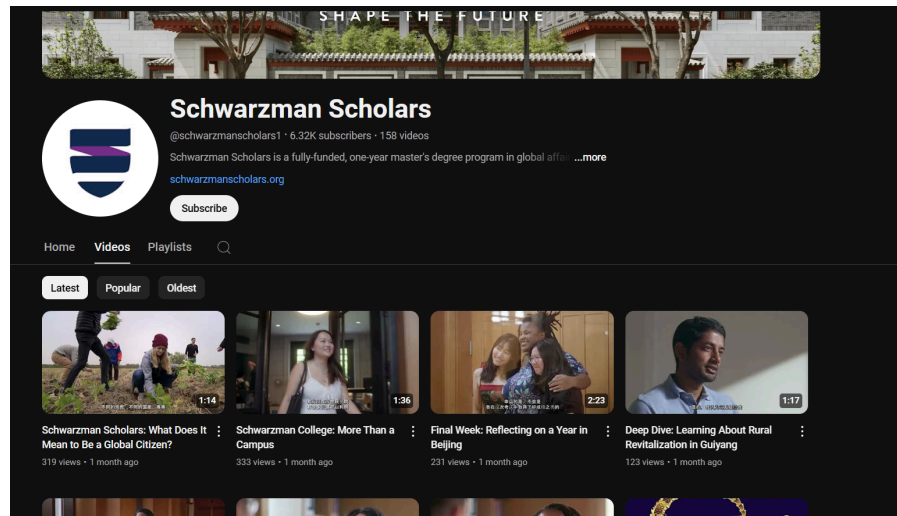 SHAPE THE FUTURE
Schwarzman Scholars
@schwarzmanscholars1 · 6.32K subscribers · 158 videos
Schwarzman Scholars is a fully-funded, one-year master's degree program in global affai ...more
schwarzmanscholars.org
Subscribe
Home Videos Playlists
Latest Popular Oldest
1:14 1:36 2:23 1:17
Schwarzman Scholars: What Does It Mean to Be a Global Citizen?
319 views • 1 month ago
Schwarzman College: More Than a Campus
333 views • 1 month ago
Final Week: Reflecting on a Year in Beijing
231 views • 1 month ago
Deep Dive: Learning About Rural Revitalization in Guiyang
123 views • 1 month ago